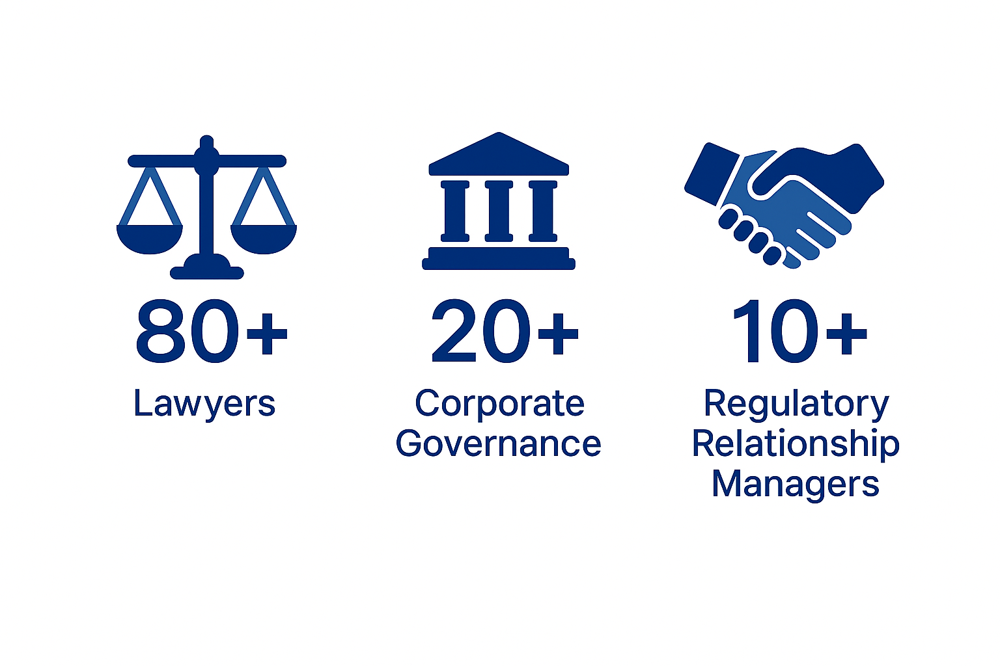 80+
Lawyers
20+
Corporate
Governance
10+
Regulatory
Relationship
Managers